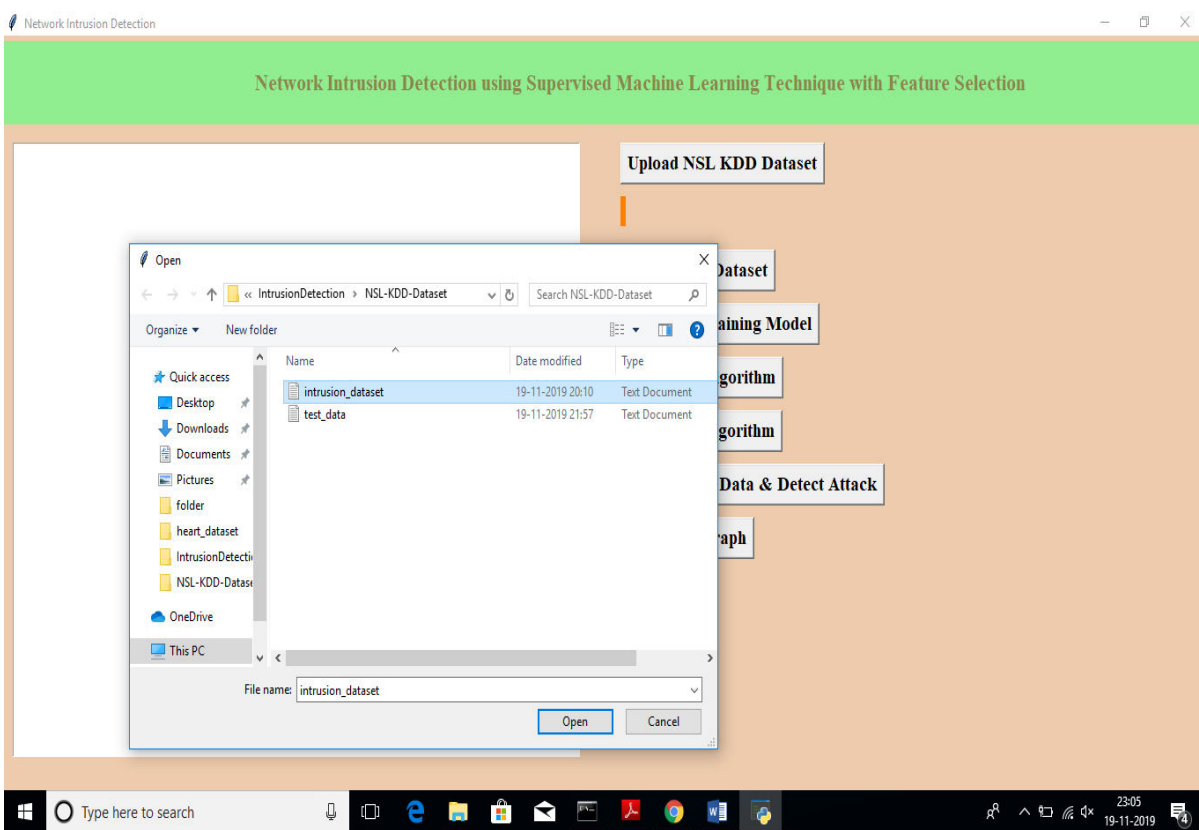 Network Intrusion Detection
Network Intrusion Detection using Supervised Machine Learning Technique with Feature Selection
Upload NSL KDD Dataset
Open
« IntrusionDetection › NSL-KDD-Dataset
Search NSL-KDD-Dataset
Dataset
Organize
New folder
aining Model
Name
Date modified
Type
Quick access
gorithm
intrusion_dataset
19-11-2019 20:10
Text Document
Desktop
test_data
19-11-2019 21:57
Text Document
Downloads
gorithm
Documents
Pictures
Data & Detect Attack
folder
heart_dataset
raph
IntrusionDetectio
NSL-KDD-Datase
OneDrive
This PC
File name:
intrusion_dataset
Open
Cancel
Type here to search
23:05
19-11-2019
4